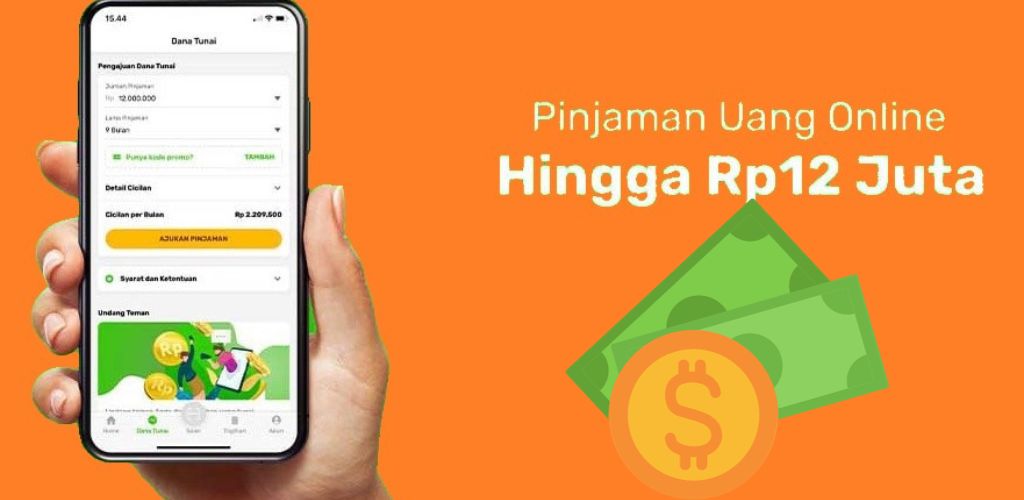 15.44
Dana Tunai
Pengajuan Dana Tunai
Jumlah Pinjaman
Rp 12.000.000
Lama Pinjaman
9 Bulan
Punya kode promo? TAMBAH
Detail Cicilan
Cicilan per Bulan Rp 2.209,500
AJUKAN PINJAMAN
Syarat dan Ketentuan
Undang Teman
Rp
Rp
Home Dana Tunai Akun
Pinjaman Uang Online
Hingga Rp12 Juta
$